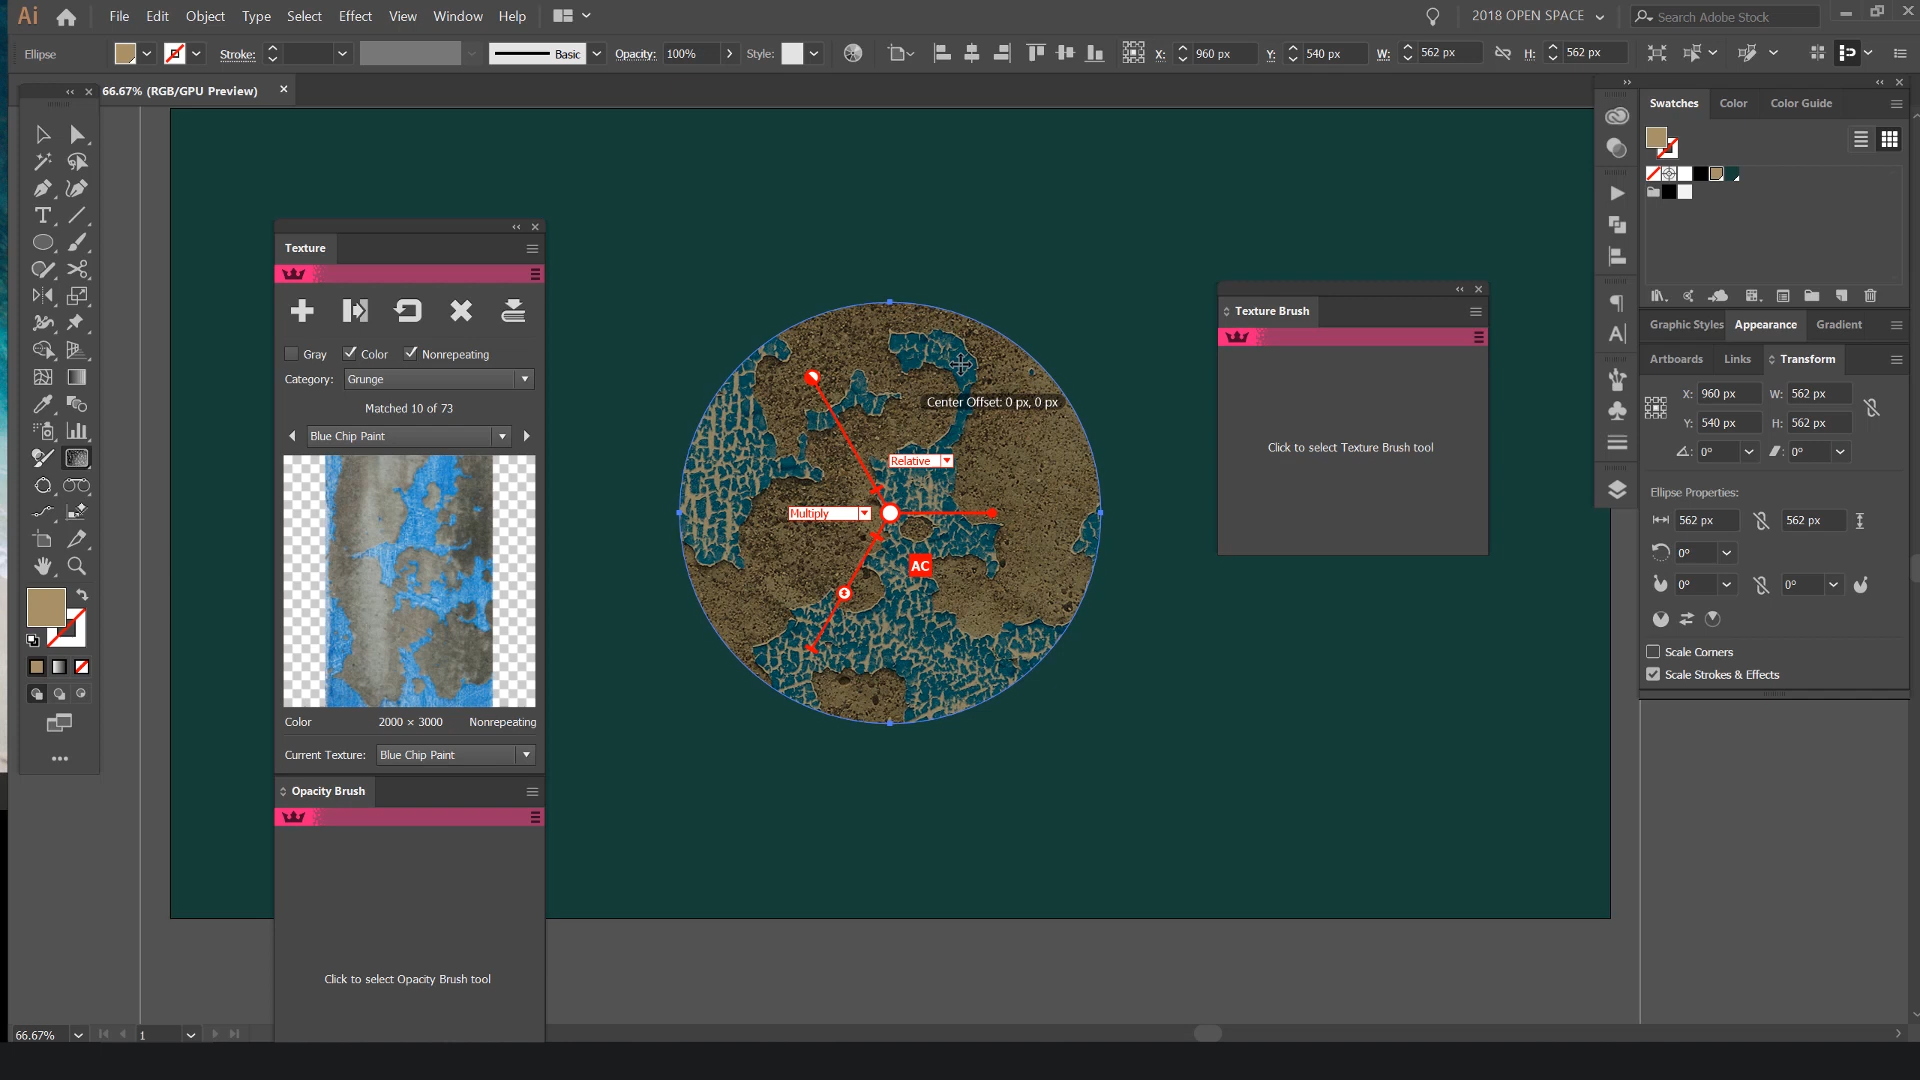 Ai File Edit Object Type Select Effect View Window Help 2018 OPEN SPACE Search Adobe Stock
Ellipse Stroke: Basic Opacity: 100% Style: X: 960 px Y: 540 px W: 562 px H: 562 px
66.67% (RGB/GPU Preview)
Texture
Gray Color Nonrepeating
Category: Grunge
Matched 10 of 73
Blue Chip Paint
Color 2000 × 3000 Nonrepeating
Current Texture: Blue Chip Paint
Opacity Brush
Click to select Opacity Brush tool
Center Offset: 0 px, 0 px
Relative
Multiply
AC
Texture Brush
Click to select Texture Brush tool
Swatches Color Color Guide
Graphic Styles Appearance Gradient
Artboards Links Transform
X: 960 px W: 562 px
Y: 540 px H: 562 px
0° 0°
Ellipse Properties:
562 px 562 px
0°
0° 0°
Scale Corners
Scale Strokes & Effects
66.67% 1